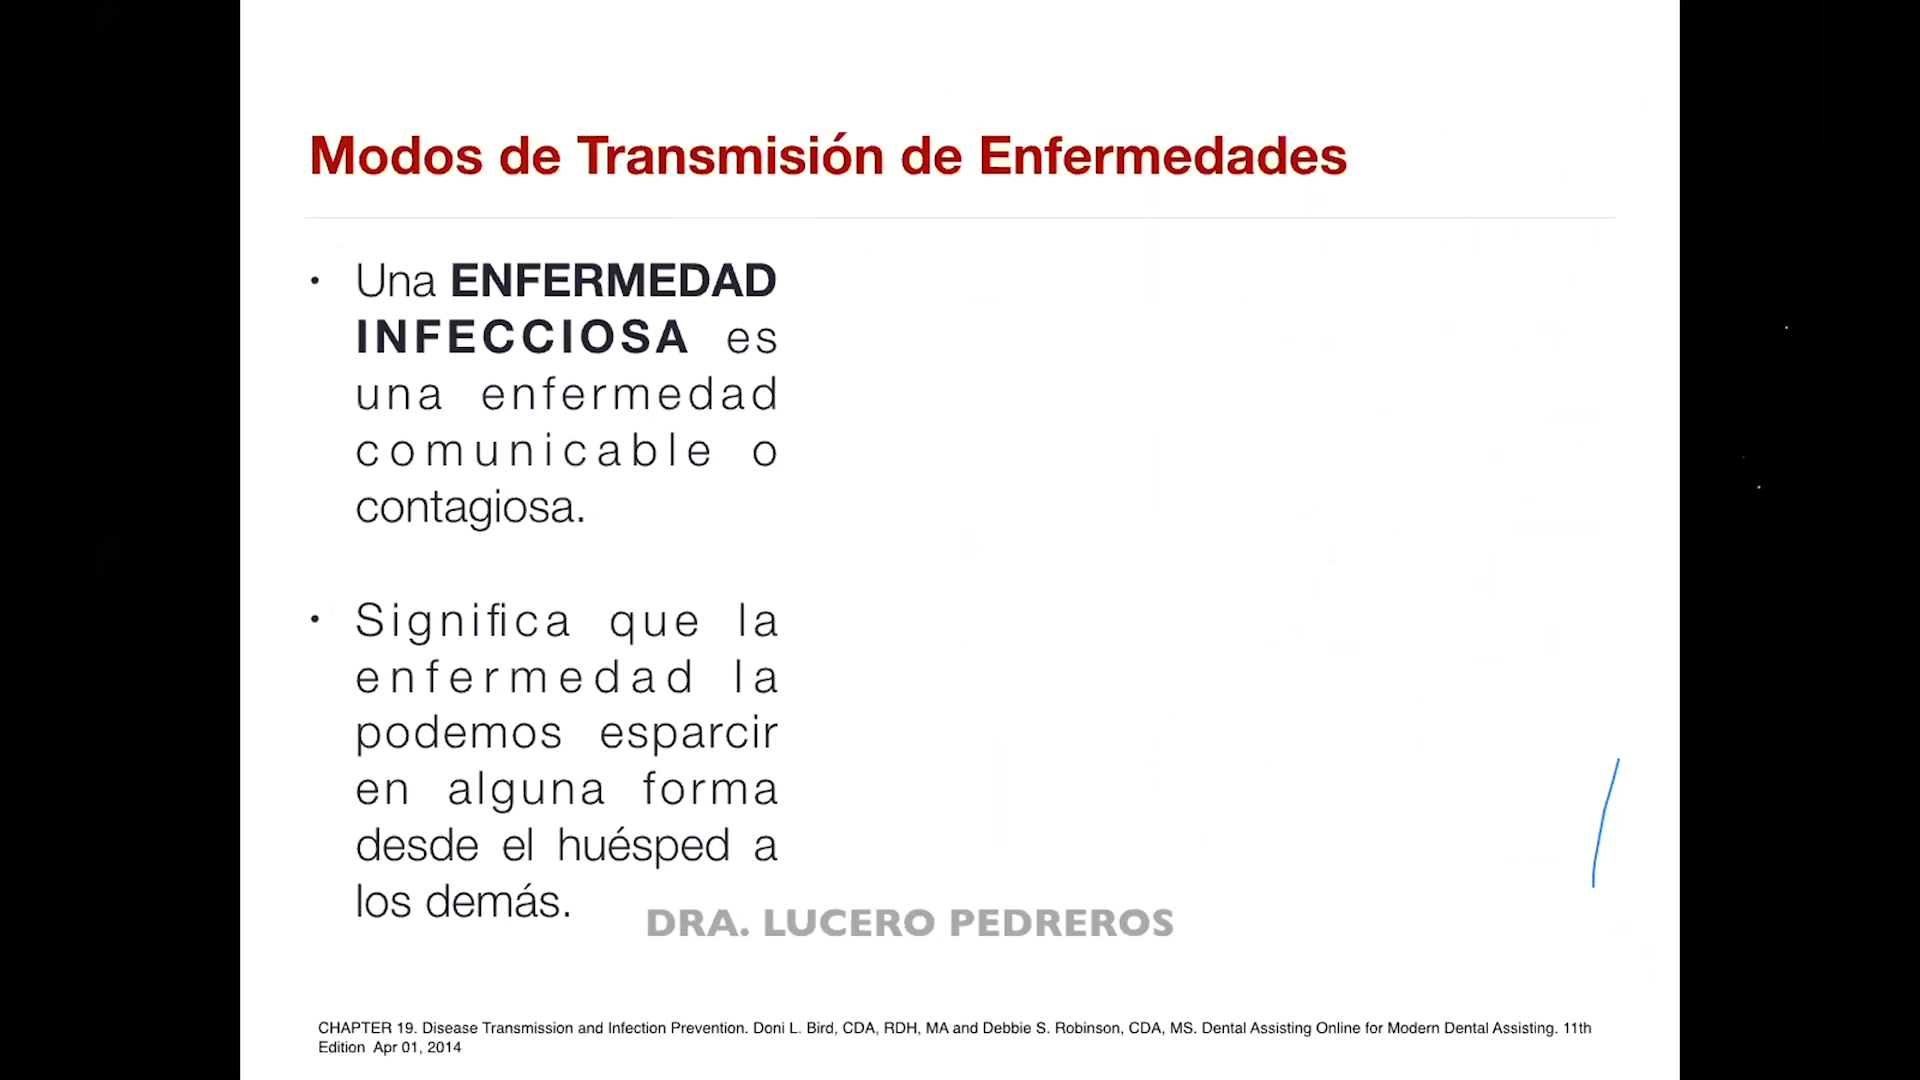 Modos de Transmisión de Enfermedades
• Una ENFERMEDAD
INFECCIOSA es
una enfermedad
comunicable o
contagiosa.
• Significa que la
enfermedad la
podemos esparcir
en alguna forma
desde el huésped a
los demás.
DRA. LUCERO PEDREROS
CHAPTER 19. Disease Transmission and Infection Prevention. Doni L. Bird, CDA, RDH, MA and Debbie S. Robinson, CDA, MS. Dental Assisting Online for Modern Dental Assisting. 11th
Edition Apr 01, 2014